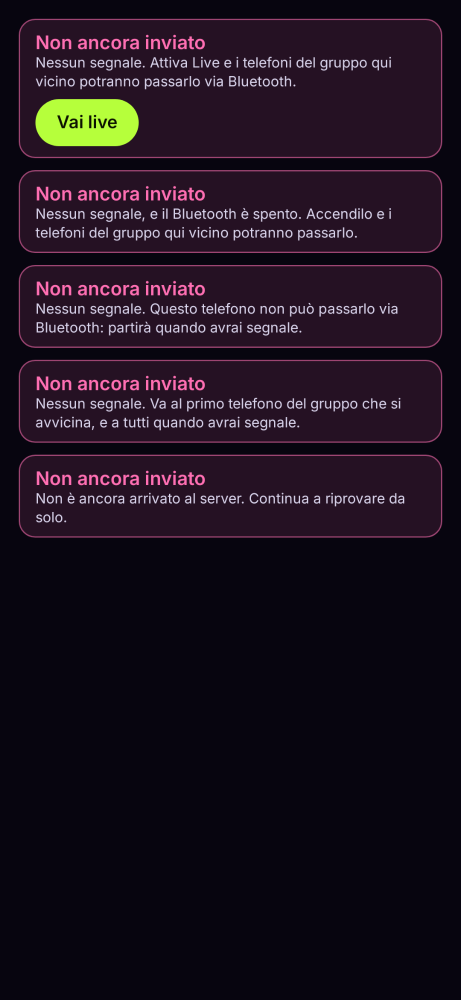 Non ancora inviato
Nessun segnale. Attiva Live e i telefoni del gruppo qui
vicino potranno passarlo via Bluetooth.
Vai live
Non ancora inviato
Nessun segnale, e il Bluetooth è spento. Accendilo e i
telefoni del gruppo qui vicino potranno passarlo.
Non ancora inviato
Nessun segnale. Questo telefono non può passarlo via
Bluetooth: partirà quando avrai segnale.
Non ancora inviato
Nessun segnale. Va al primo telefono del gruppo che si
avvicina, e a tutti quando avrai segnale.
Non ancora inviato
Non è ancora arrivato al server. Continua a riprovare da
solo.